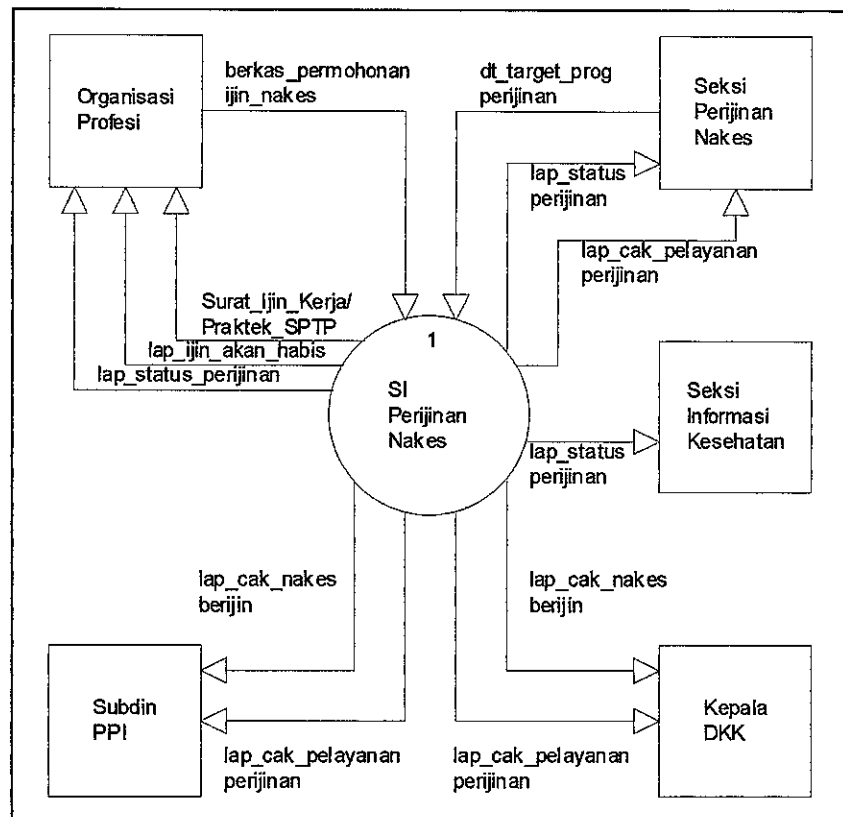 Organisasi
Profesi
berkas_permohonan
ijin_nakes
dt_target_prog
perijinan
Seksi
Perijinan
Nakes
lap_status
perijinan
lap_cak_pelayanan
perijinan
Surat_Ijin_Kerja/
Praktek_SPTP
lap_ijin_akan_habis
lap_status_perijinan
1
SI
Perijinan
Nakes
Seksi
Informasi
Kesehatan
lap_status
perijinan
lap_cak_nakes
berijin
lap_cak_nakes
berijin
Subdin
PPI
Kepala
DKK
lap_cak_pelayanan
perijinan
lap_cak_pelayanan
perijinan